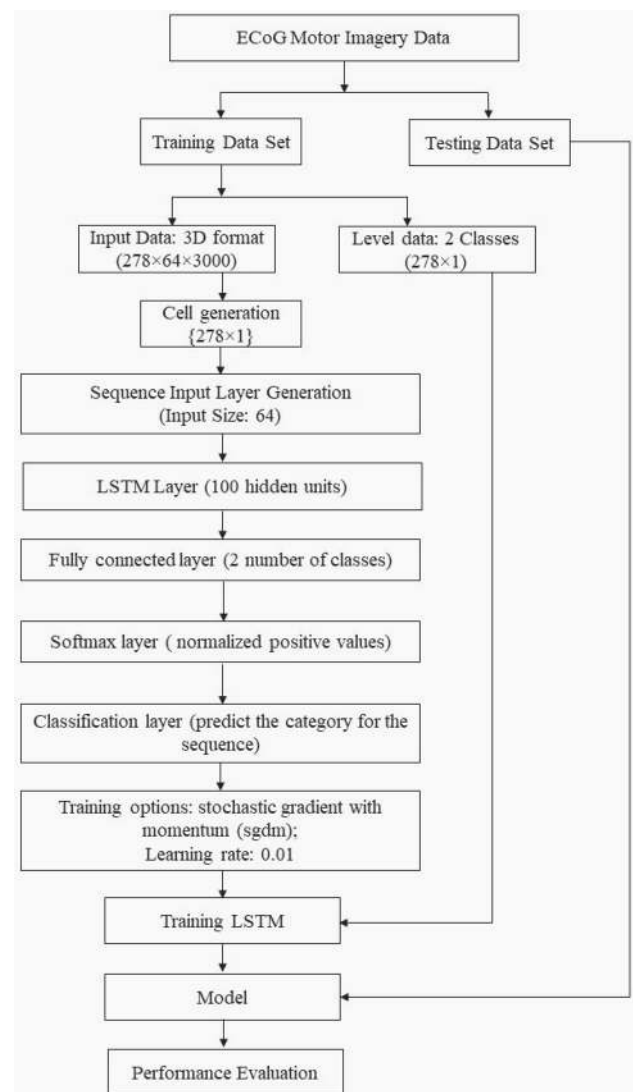 ECoG Motor Imagery Data
Training Data Set
Testing Data Set
Input Data: 3D format
(278×64×3000)
Level data: 2 Classes
(278×1)
Cell generation
{278×1}
Sequence Input Layer Generation
(Input Size: 64)
LSTM Layer (100 hidden units)
Fully connected layer (2 number of classes)
Softmax layer ( normalized positive values)
Classification layer (predict the category for the
sequence)
Training options: stochastic gradient with
momentum (sgdm);
Learning rate: 0.01
Training LSTM
Model
Performance Evaluation